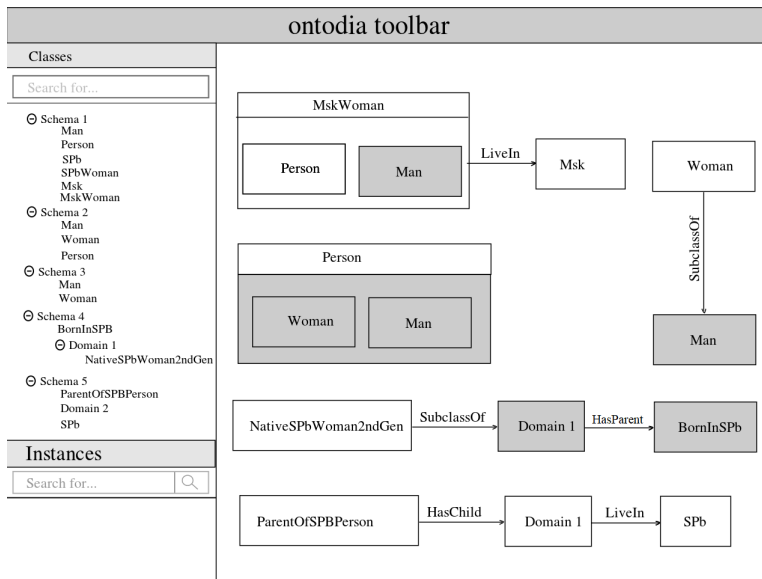 ontodia toolbar
Classes
Search for...
Schema 1
Man
Person
SPb
SPbWoman
Msk
MskWoman
Schema 2
Man
Woman
Person
Schema 3
Man
Woman
Schema 4
BornInSPB
Domain 1
NativeSPbWoman2ndGen
Schema 5
ParentOfSPBPerson
Domain 2
SPb
Instances
Search for...
MskWoman
Person
Man
LiveIn
Msk
Woman
SubclassOf
Man
Person
Woman
Man
NativeSPbWoman2ndGen
SubclassOf
Domain 1
HasParent
BornInSPb
ParentOfSPBPerson
HasChild
Domain 1
LiveIn
SPb